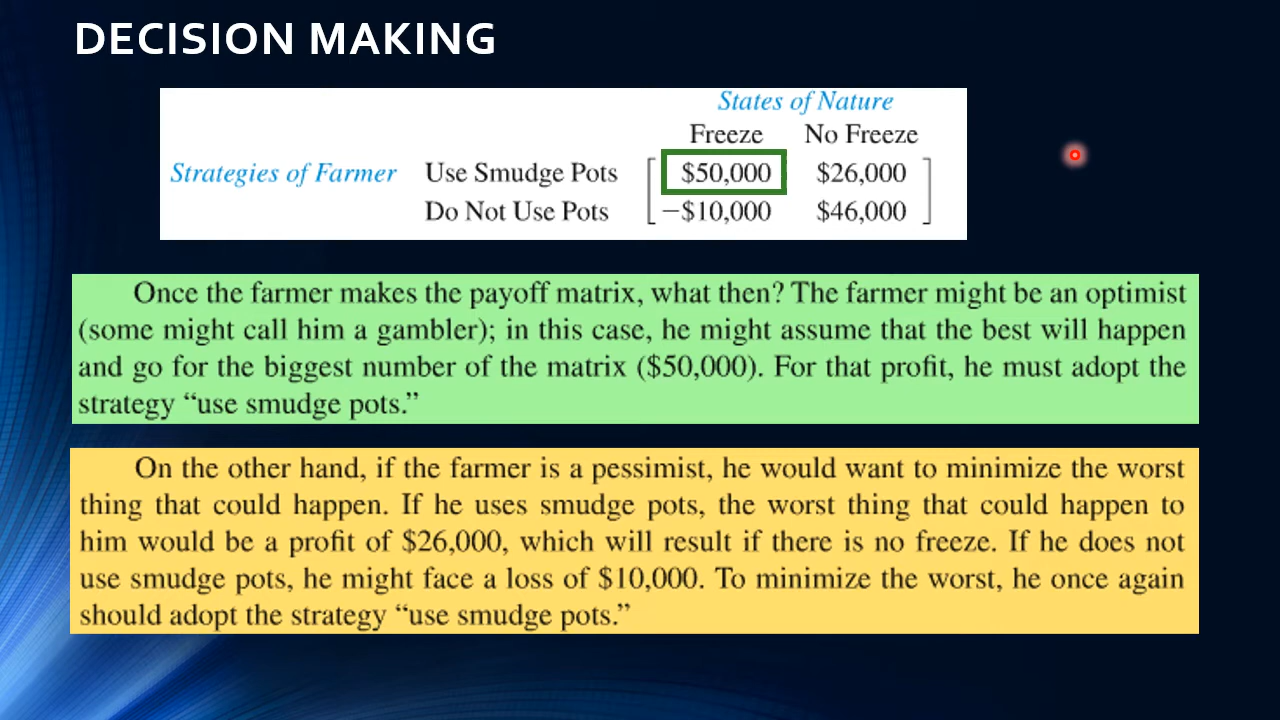 DECISION MAKING
States of Nature
Freeze No Freeze
Strategies of Farmer Use Smudge Pots $50,000 $26,000
Do Not Use Pots −$10,000 $46,000
Once the farmer makes the payoff matrix, what then? The farmer might be an optimist
(some might call him a gambler); in this case, he might assume that the best will happen
and go for the biggest number of the matrix ($50,000). For that profit, he must adopt the
strategy “use smudge pots.”
On the other hand, if the farmer is a pessimist, he would want to minimize the worst
thing that could happen. If he uses smudge pots, the worst thing that could happen to
him would be a profit of $26,000, which will result if there is no freeze. If he does not
use smudge pots, he might face a loss of $10,000. To minimize the worst, he once again
should adopt the strategy “use smudge pots.”